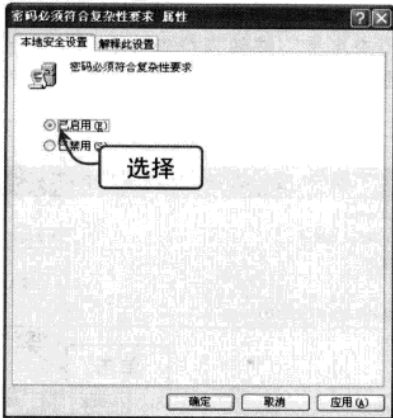 密码必须符合复杂性要求 属性
本地安全设置 解释此设置
密码必须符合复杂性要求
已启用(E)
已禁用(S)
选择
确定 取消 应用(A)